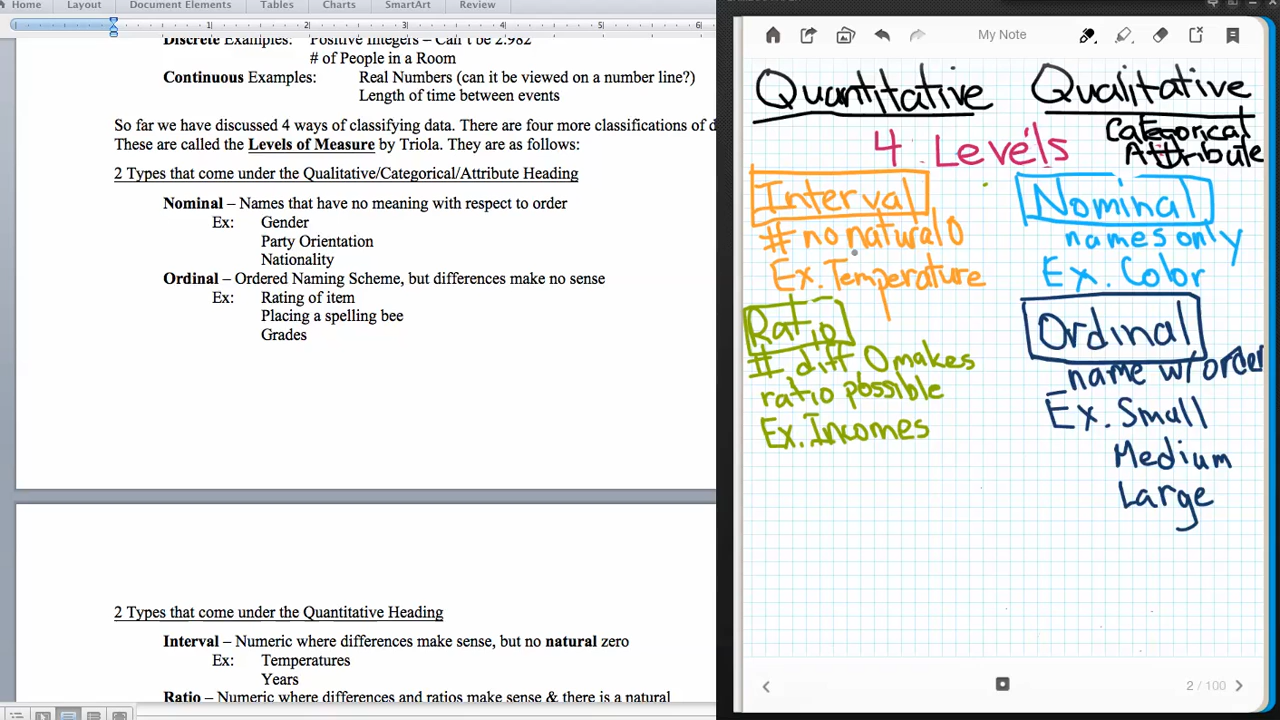 Home Layout Document Elements Tables Charts SmartArt Review
1 2 3 4 5 6
Discrete Examples: Positive Integers – Can't be 2.982
# of People in a Room
Continuous Examples: Real Numbers (can it be viewed on a number line?)
Length of time between events
So far we have discussed 4 ways of classifying data. There are four more classifications of d
These are called the Levels of Measure by Triola. They are as follows:
2 Types that come under the Qualitative/Categorical/Attribute Heading
Nominal – Names that have no meaning with respect to order
Ex: Gender
Party Orientation
Nationality
Ordinal – Ordered Naming Scheme, but differences make no sense
Ex: Rating of item
Placing a spelling bee
Grades
2 Types that come under the Quantitative Heading
Interval – Numeric where differences make sense, but no natural zero
Ex: Temperatures
Years
Ratio – Numeric where differences and ratios make sense & there is a natural
My Note
Quantitative
Qualitative
Categorical
Attribute
4 Levels
Interval
# no natural 0
Ex. Temperature
Ratio
# diff 0 makes
ratio possible
Ex. Incomes
Nominal
names only
Ex. Color
Ordinal
name w/ order
Ex. Small
Medium
Large
2 / 100